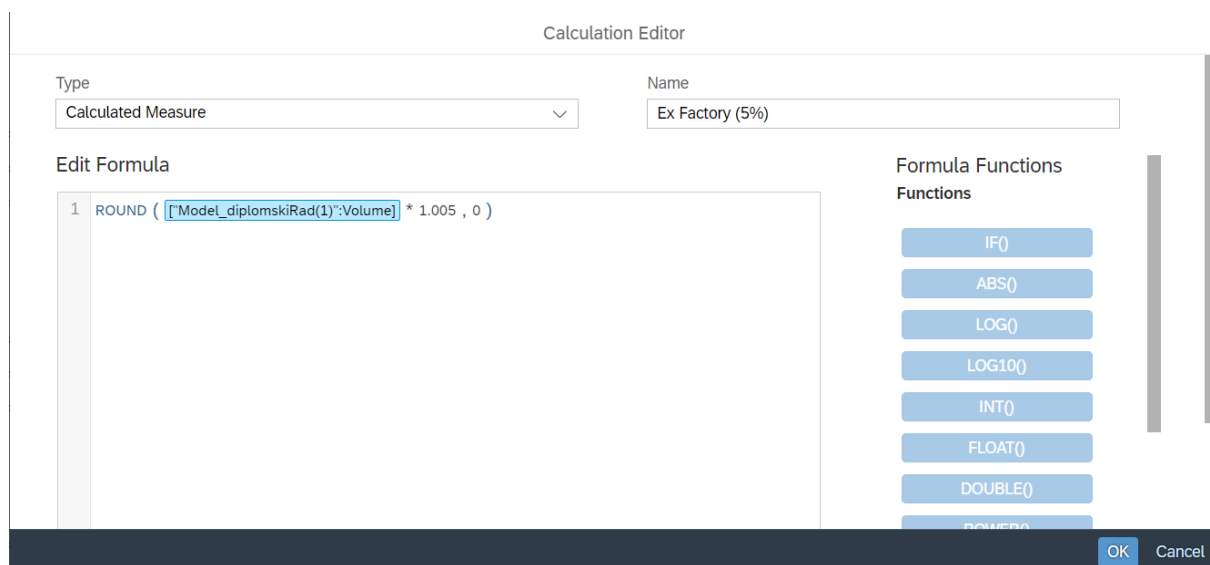 Calculation Editor
Type
Name
Calculated Measure
Ex Factory (5%)
Edit Formula
Formula Functions
Functions
1 ROUND ( ["Model_diplomskiRad(1)":Volume] * 1.005 , 0 )
IF()
ABS()
LOG()
LOG10()
INT()
FLOAT()
DOUBLE()
POWER()
OK Cancel